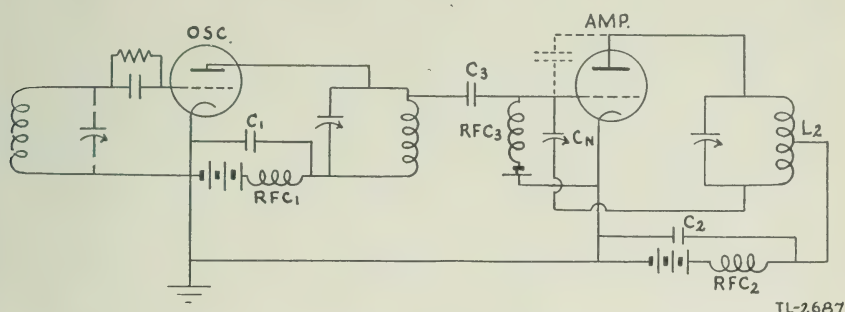 OSC.
AMP.
C3
C1
RFC3
CN
L2
RFC1
C2
RFC2
TL-2687